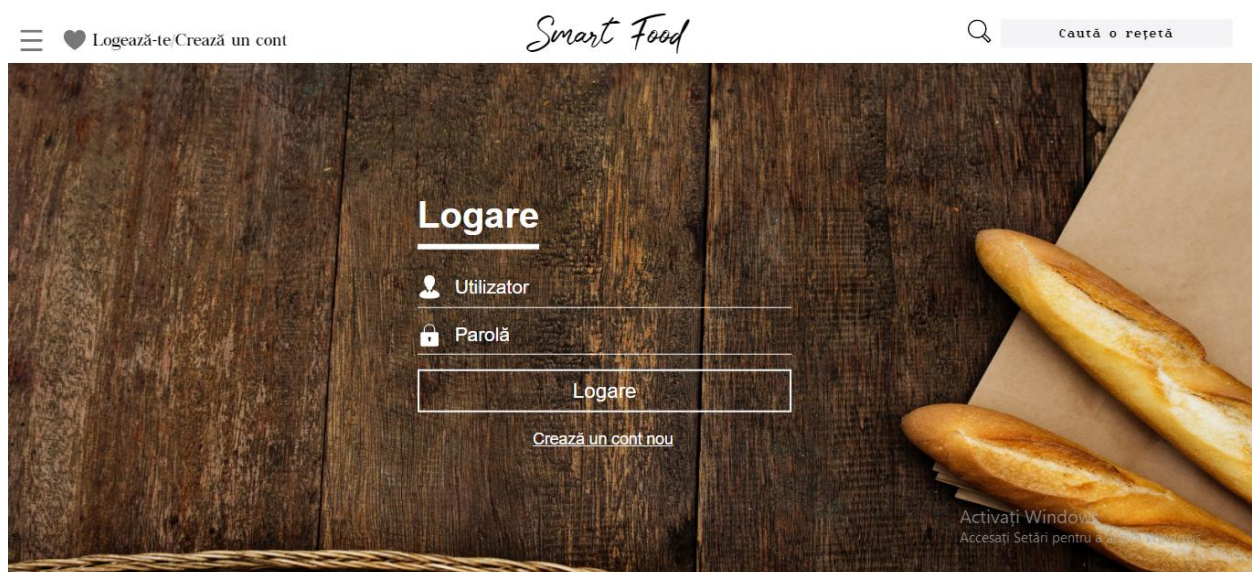 Logează-te/Crează un cont
Smart Food
Caută o rețetă
Logare
Utilizator
Parolă
Logare
Crează un cont nou
Activați Windows
Accesați Setări pentru a Windows.